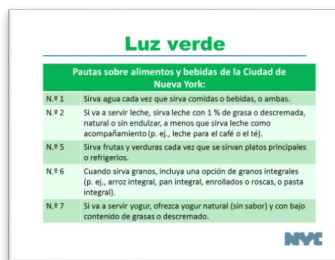 Luz verde
Pautas sobre alimentos y bebidas de la Ciudad de
Nueva York:
N.º 1 Sirva agua cada vez que sirva comidas o bebidas, o ambas.
N.º 2 Si va a servir leche, sirva leche con 1 % de grasa o descremada,
natural o sin endulzar, a menos que sirva leche como
acompañamiento (p. ej., leche para el café o el té).
N.º 5 Sirva frutas y verduras cada vez que se sirvan platos principales
o refrigerios.
N.º 6 Cuando sirva granos, incluya una opción de granos integrales
(p. ej., arroz integral, pan integral, enrollados o roscas, o pasta
integral).
N.º 7 Si va a servir yogur, ofrezca yogur natural (sin sabor) y con bajo
contenido de grasas o descremado.
NYC